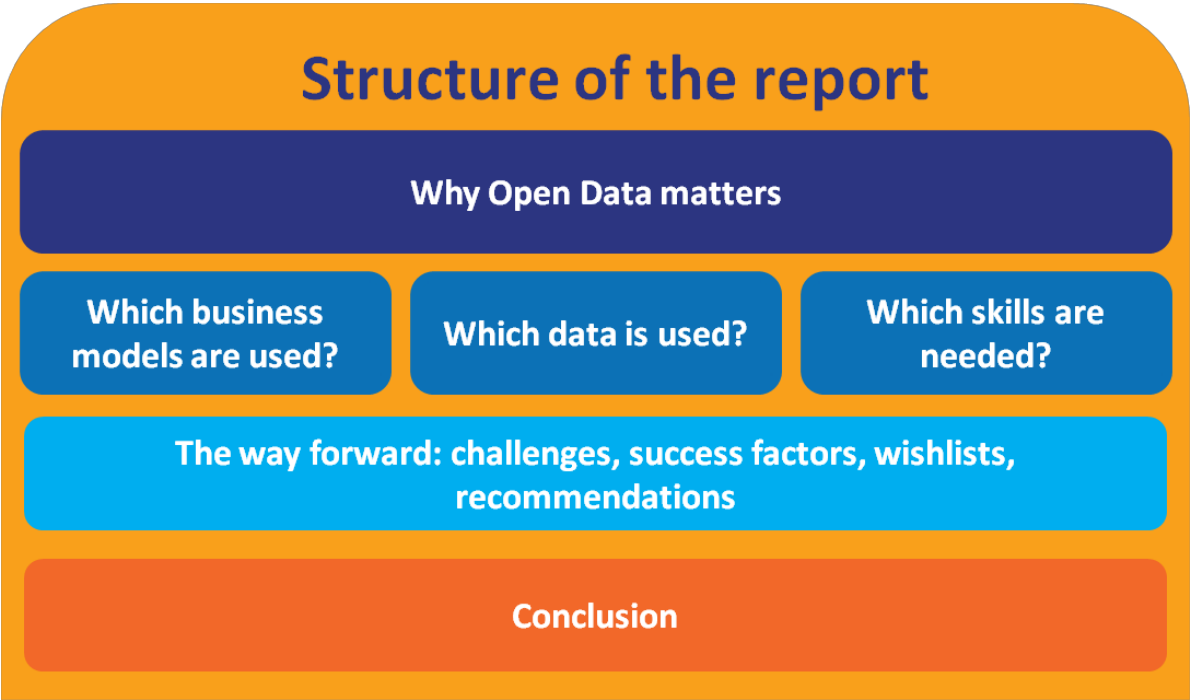 Structure of the report
Why Open Data matters
Which business
models are used?
Which data is used?
Which skills are
needed?
The way forward: challenges, success factors, wishlists,
recommendations
Conclusion